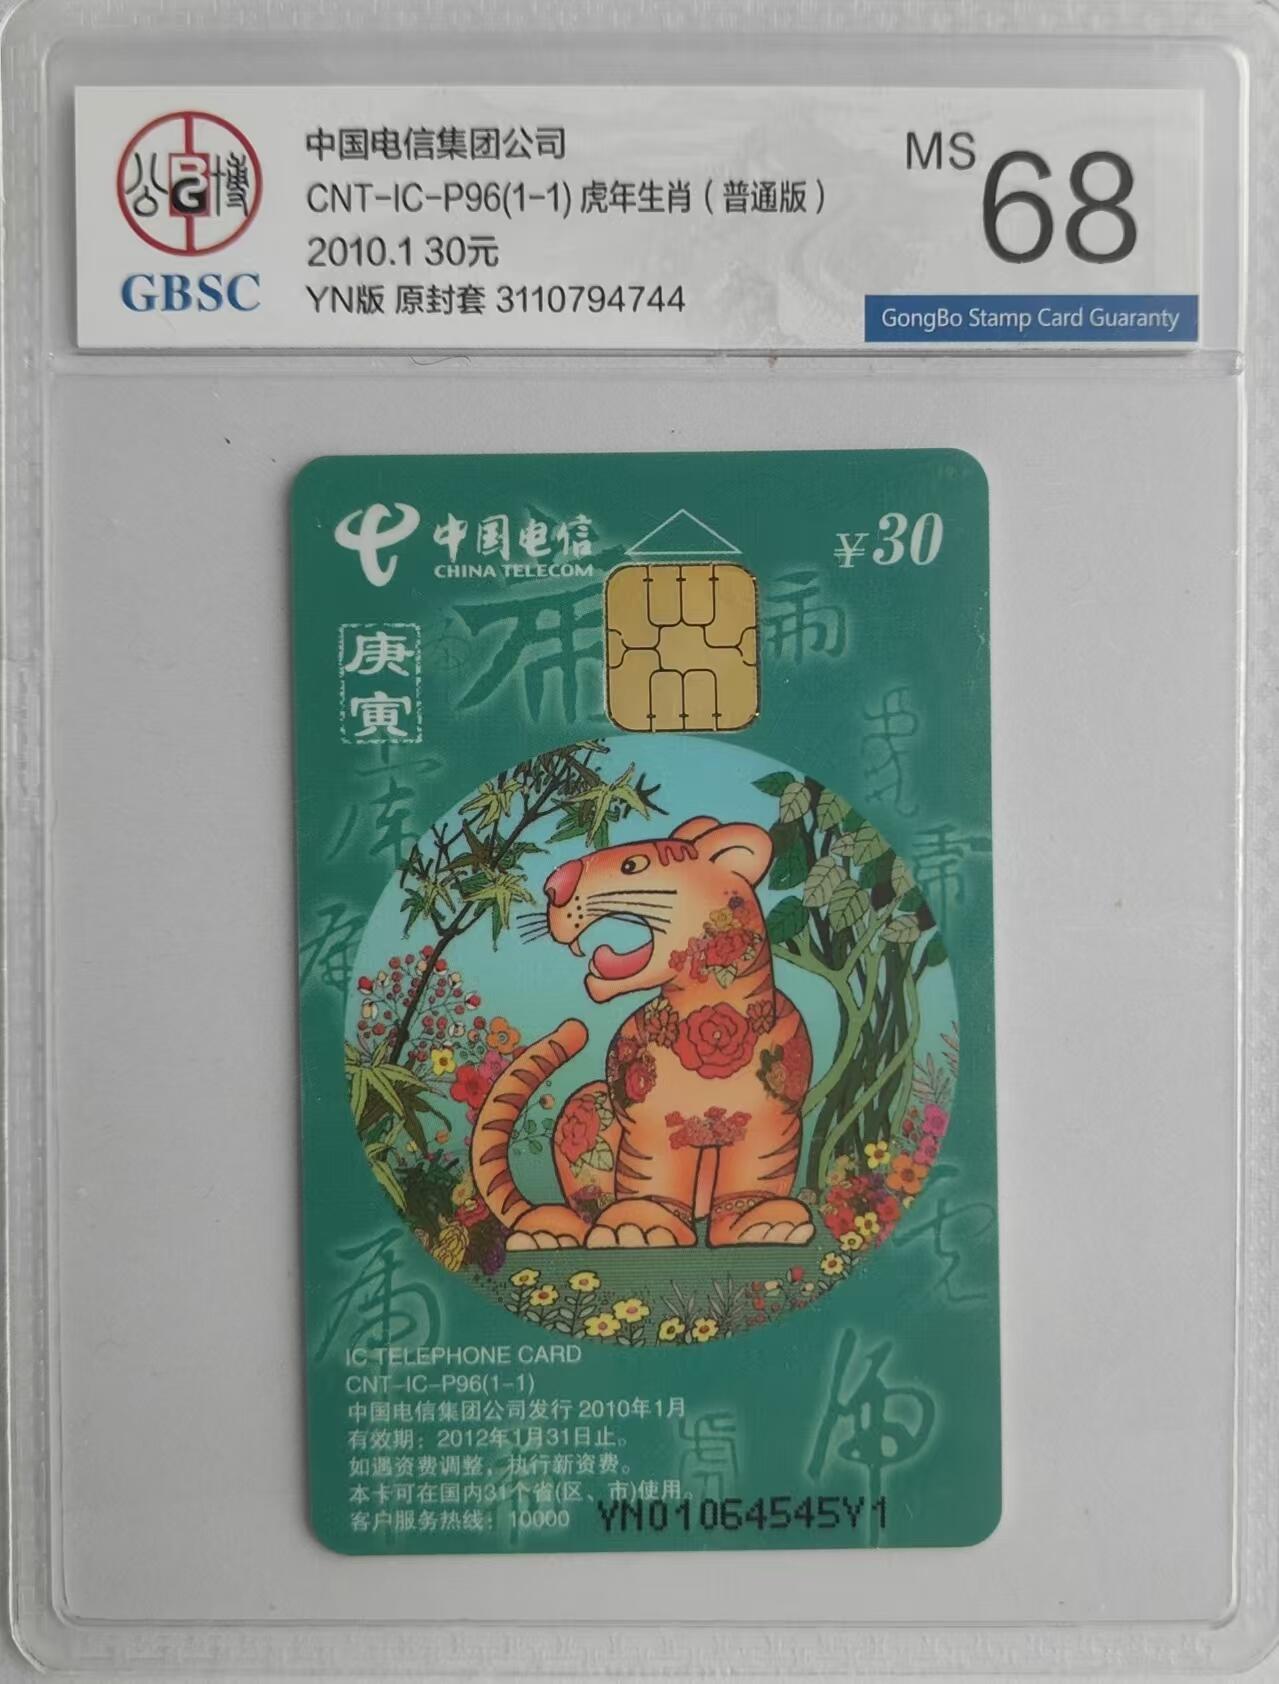 公博
BG
GBSC
中国电信集团公司
CNT-IC-P96(1-1) 虎年生肖（普通版）
2010.1 30元
YN版 原封套 3110794744
MS 68
GongBo Stamp Card Guaranty
中国电信
CHINA TELECOM
¥30
庚寅
IC TELEPHONE CARD
CNT-IC-P96(1-1)
中国电信集团公司发行 2010年1月
有效期：2012年1月31日止。
如遇资费调整，执行新资费。
本卡可在国内31个省(区、市)使用。
客户服务热线：10000
YN01064545Y1